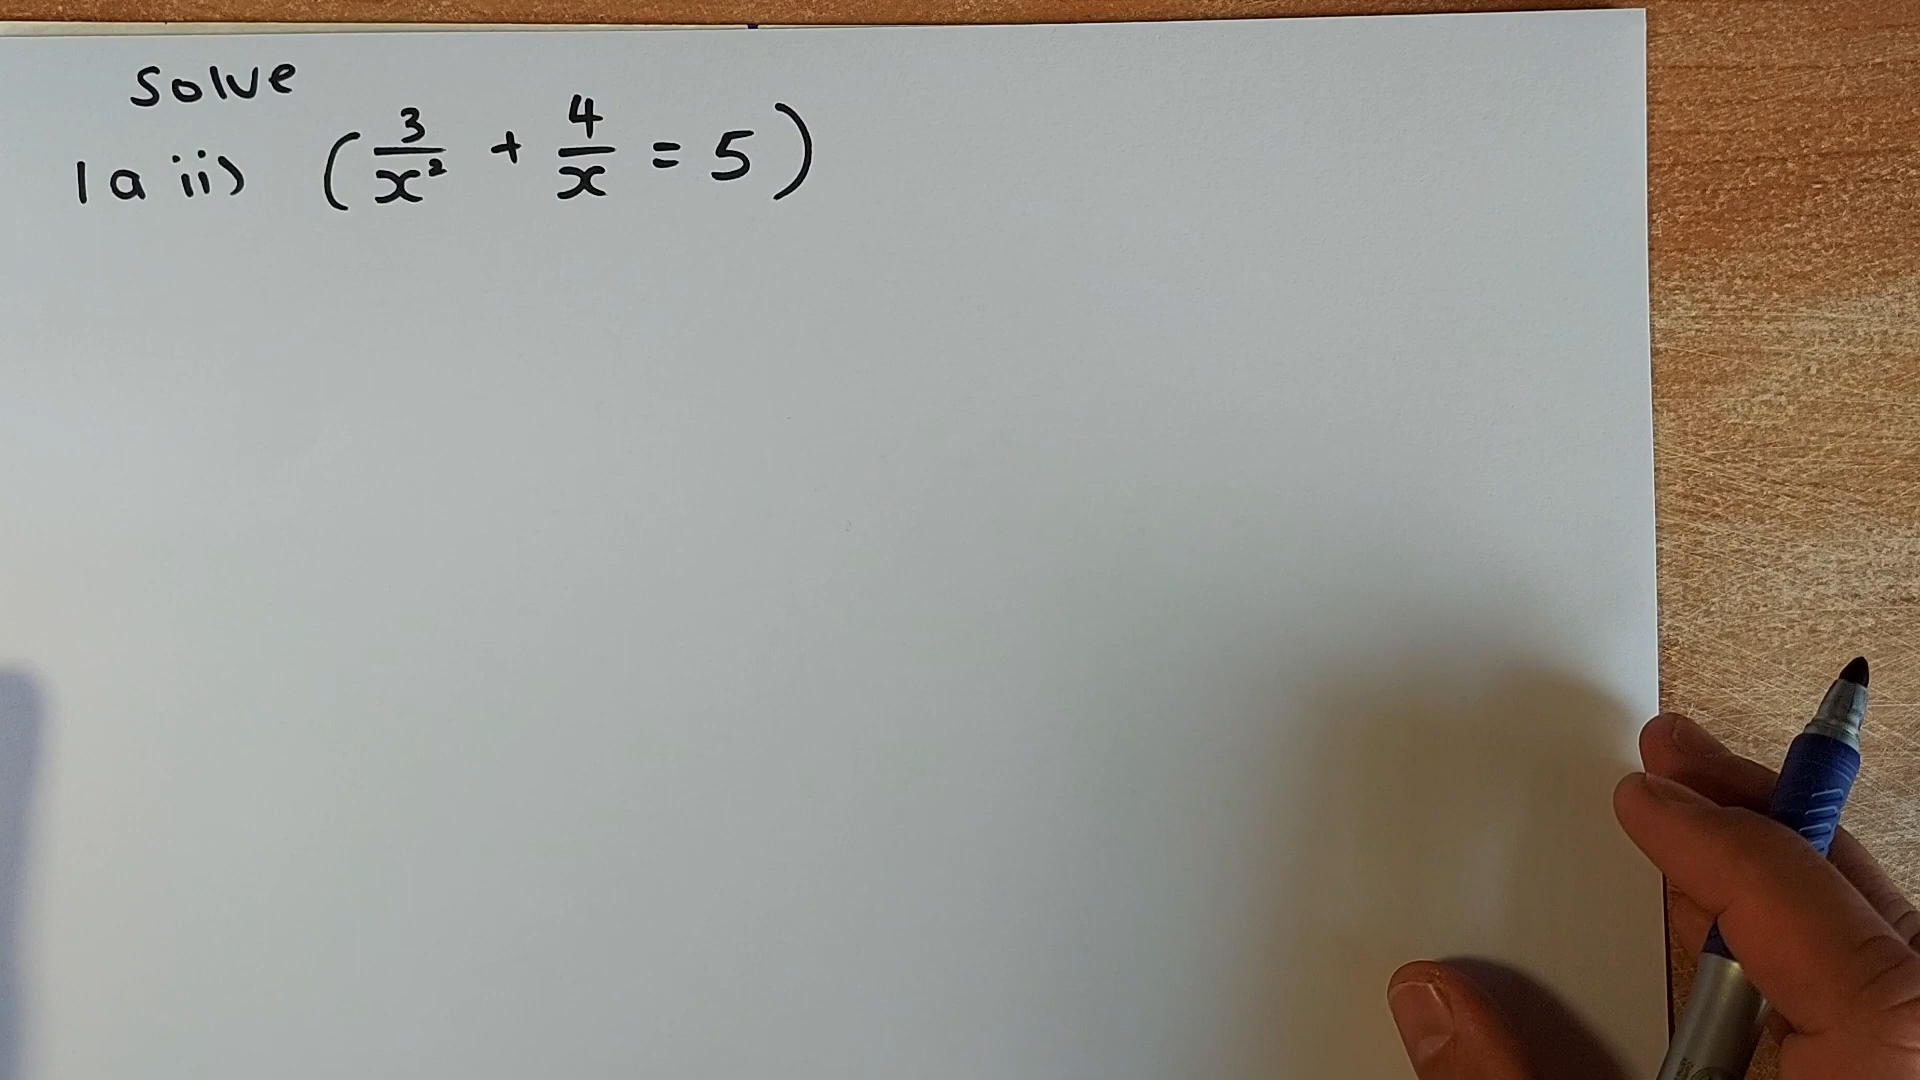 Solve
1a ii) (3/x² + 4/x = 5)